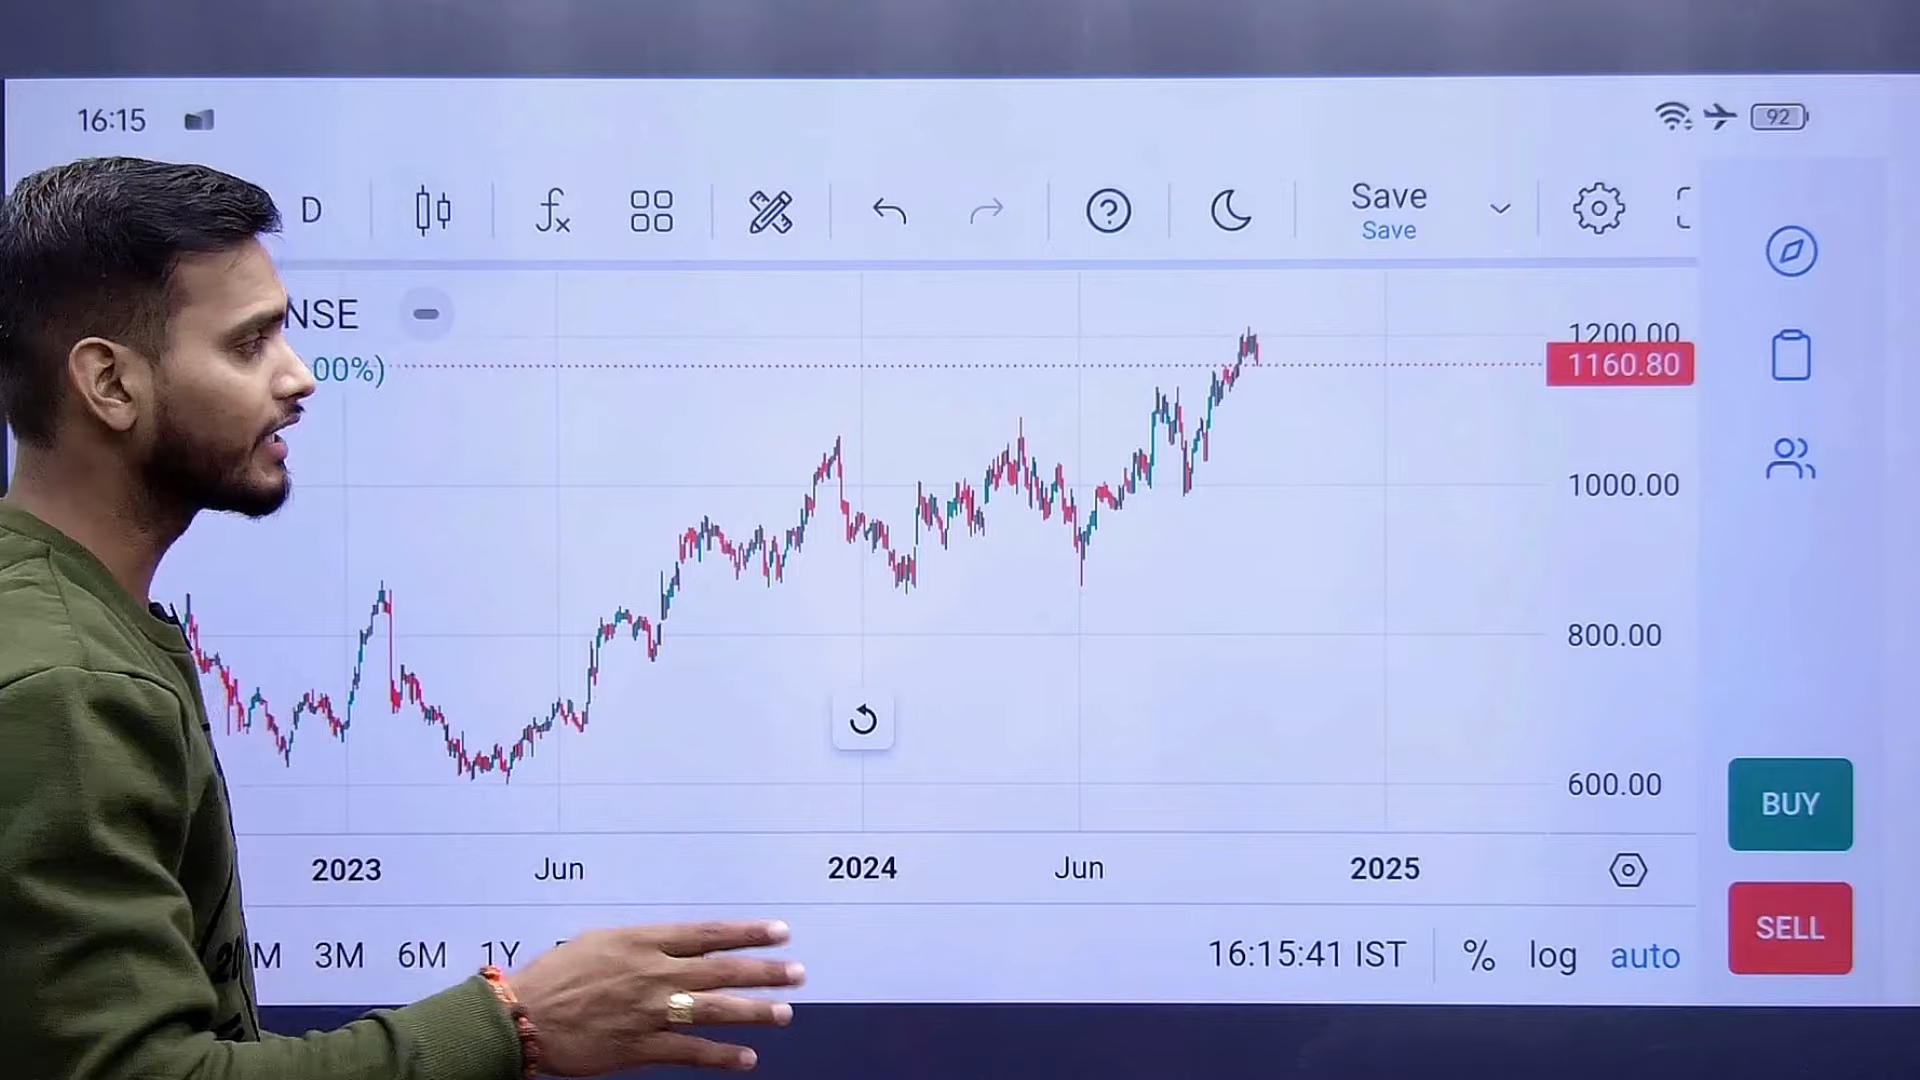 16:15
92
D
Save
Save
NSE
00%)
1200.00
1160.80
1000.00
800.00
600.00
BUY
SELL
2023 Jun 2024 Jun 2025
M 3M 6M 1Y
16:15:41 IST % log auto